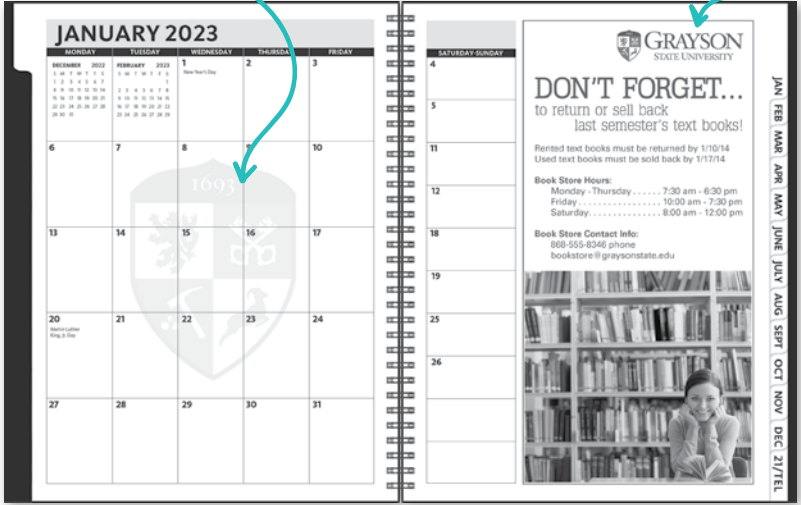 JANUARY 2023
MONDAY TUESDAY WEDNESDAY THURSDAY FRIDAY
DECEMBER 2022 FEBRUARY 2023
S M T W T F S S M T W T F S
1 2 3
New Year's Day
6 7 8 9 10
1693
13 14 15 16 17
20 21 22 23 24
Martin Luther
King, Jr. Day
27 28 29 30 31
SATURDAY-SUNDAY
4
5
11
12
18
19
25
26
GRAYSON
STATE UNIVERSITY
DON'T FORGET...
to return or sell back
last semester's text books!
Rented text books must be returned by 1/10/14
Used text books must be sold back by 1/17/14
Book Store Hours:
Monday - Thursday . . . . . . 7:30 am - 6:30 pm
Friday . . . . . . . . . . . . . . . . 10:00 am - 7:30 pm
Saturday. . . . . . . . . . . . . . . 8:00 am - 12:00 pm
Book Store Contact Info:
868-555-8346 phone
bookstore@graysonstate.edu
JAN
FEB
MAR
APR
MAY
JUNE
JULY
AUG
SEPT
OCT
NOV
DEC
21/TEL